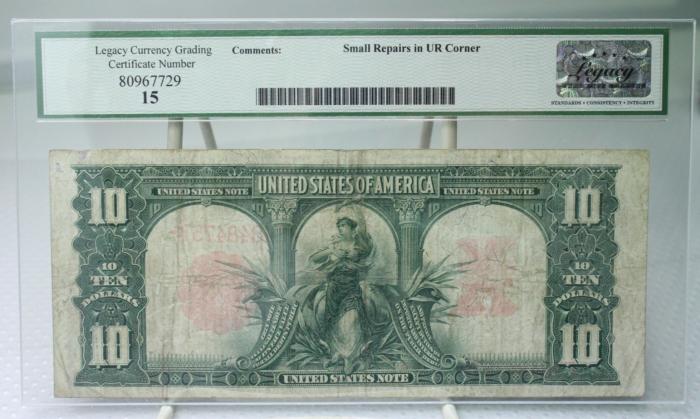 Legacy Currency Grading
Certificate Number
80967729
15
Comments:
Small Repairs in UR Corner
Legacy
STANDARDS • CONSISTENCY • INTEGRITY
10
UNITED STATES NOTE
UNITED STATES OF AMERICA
UNITED STATES NOTE
10
10
TEN
DOLLARS
10
TEN
DOLLARS
10
UNITED STATES NOTE
10